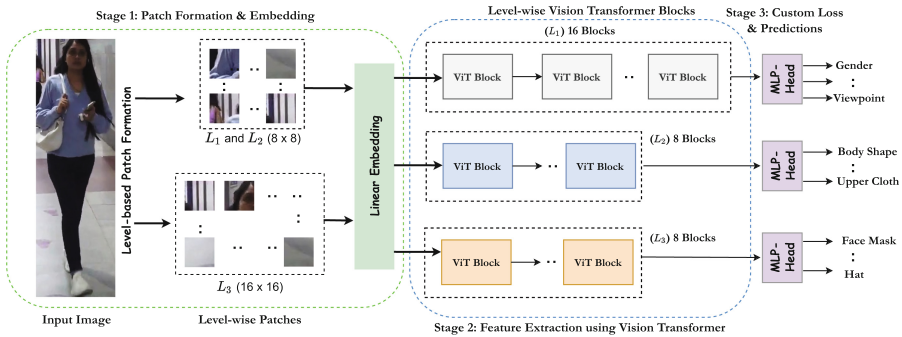 Stage 1: Patch Formation & Embedding
Level-wise Vision Transformer Blocks
Stage 3: Custom Loss
& Predictions
(L1) 16 Blocks
ViT Block
ViT Block
ViT Block
MLP-
Head
Gender
Viewpoint
Level-based Patch Formation
L1 and L2 (8 x 8)
Linear Embedding
(L2) 8 Blocks
ViT Block
ViT Block
MLP-
Head
Body Shape
Upper Cloth
L3 (16 x 16)
(L3) 8 Blocks
ViT Block
ViT Block
MLP-
Head
Face Mask
Hat
Input Image
Level-wise Patches
Stage 2: Feature Extraction using Vision Transformer